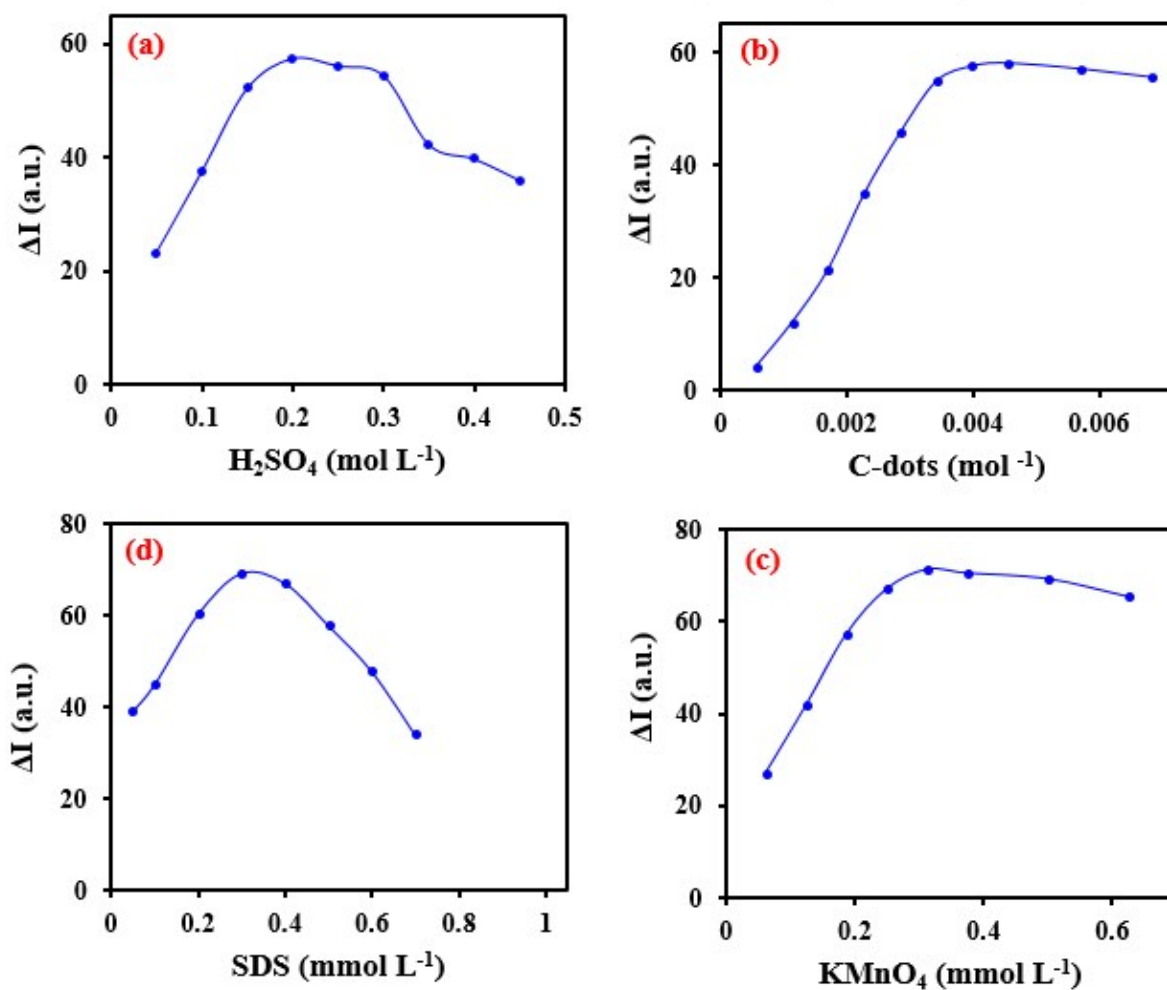 (a)
ΔI (a.u.)
60
40
20
0
0 0.1 0.2 0.3 0.4 0.5
H₂SO₄ (mol L⁻¹)
(b)
ΔI (a.u.)
60
40
20
0
0 0.002 0.004 0.006
C-dots (mol ⁻¹)
(d)
ΔI (a.u.)
80
60
40
20
0
0.2 0.4 0.6 0.8 1
SDS (mmol L⁻¹)
(c)
ΔI (a.u.)
80
60
40
20
0
0 0.2 0.4 0.6
KMnO₄ (mmol L⁻¹)